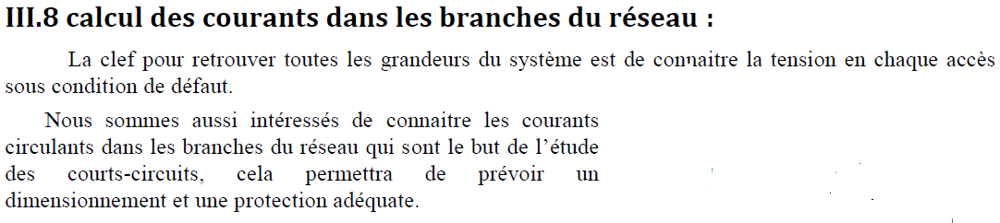 III.8 calcul des courants dans les branches du réseau :
La clef pour retrouver toutes les grandeurs du système est de connaitre la tension en chaque accès
sous condition de défaut.
Nous sommes aussi intéressés de connaitre les courants
circulants dans les branches du réseau qui sont le but de l'étude
des courts-circuits, cela permettra de prévoir un
dimensionnement et une protection adéquate.